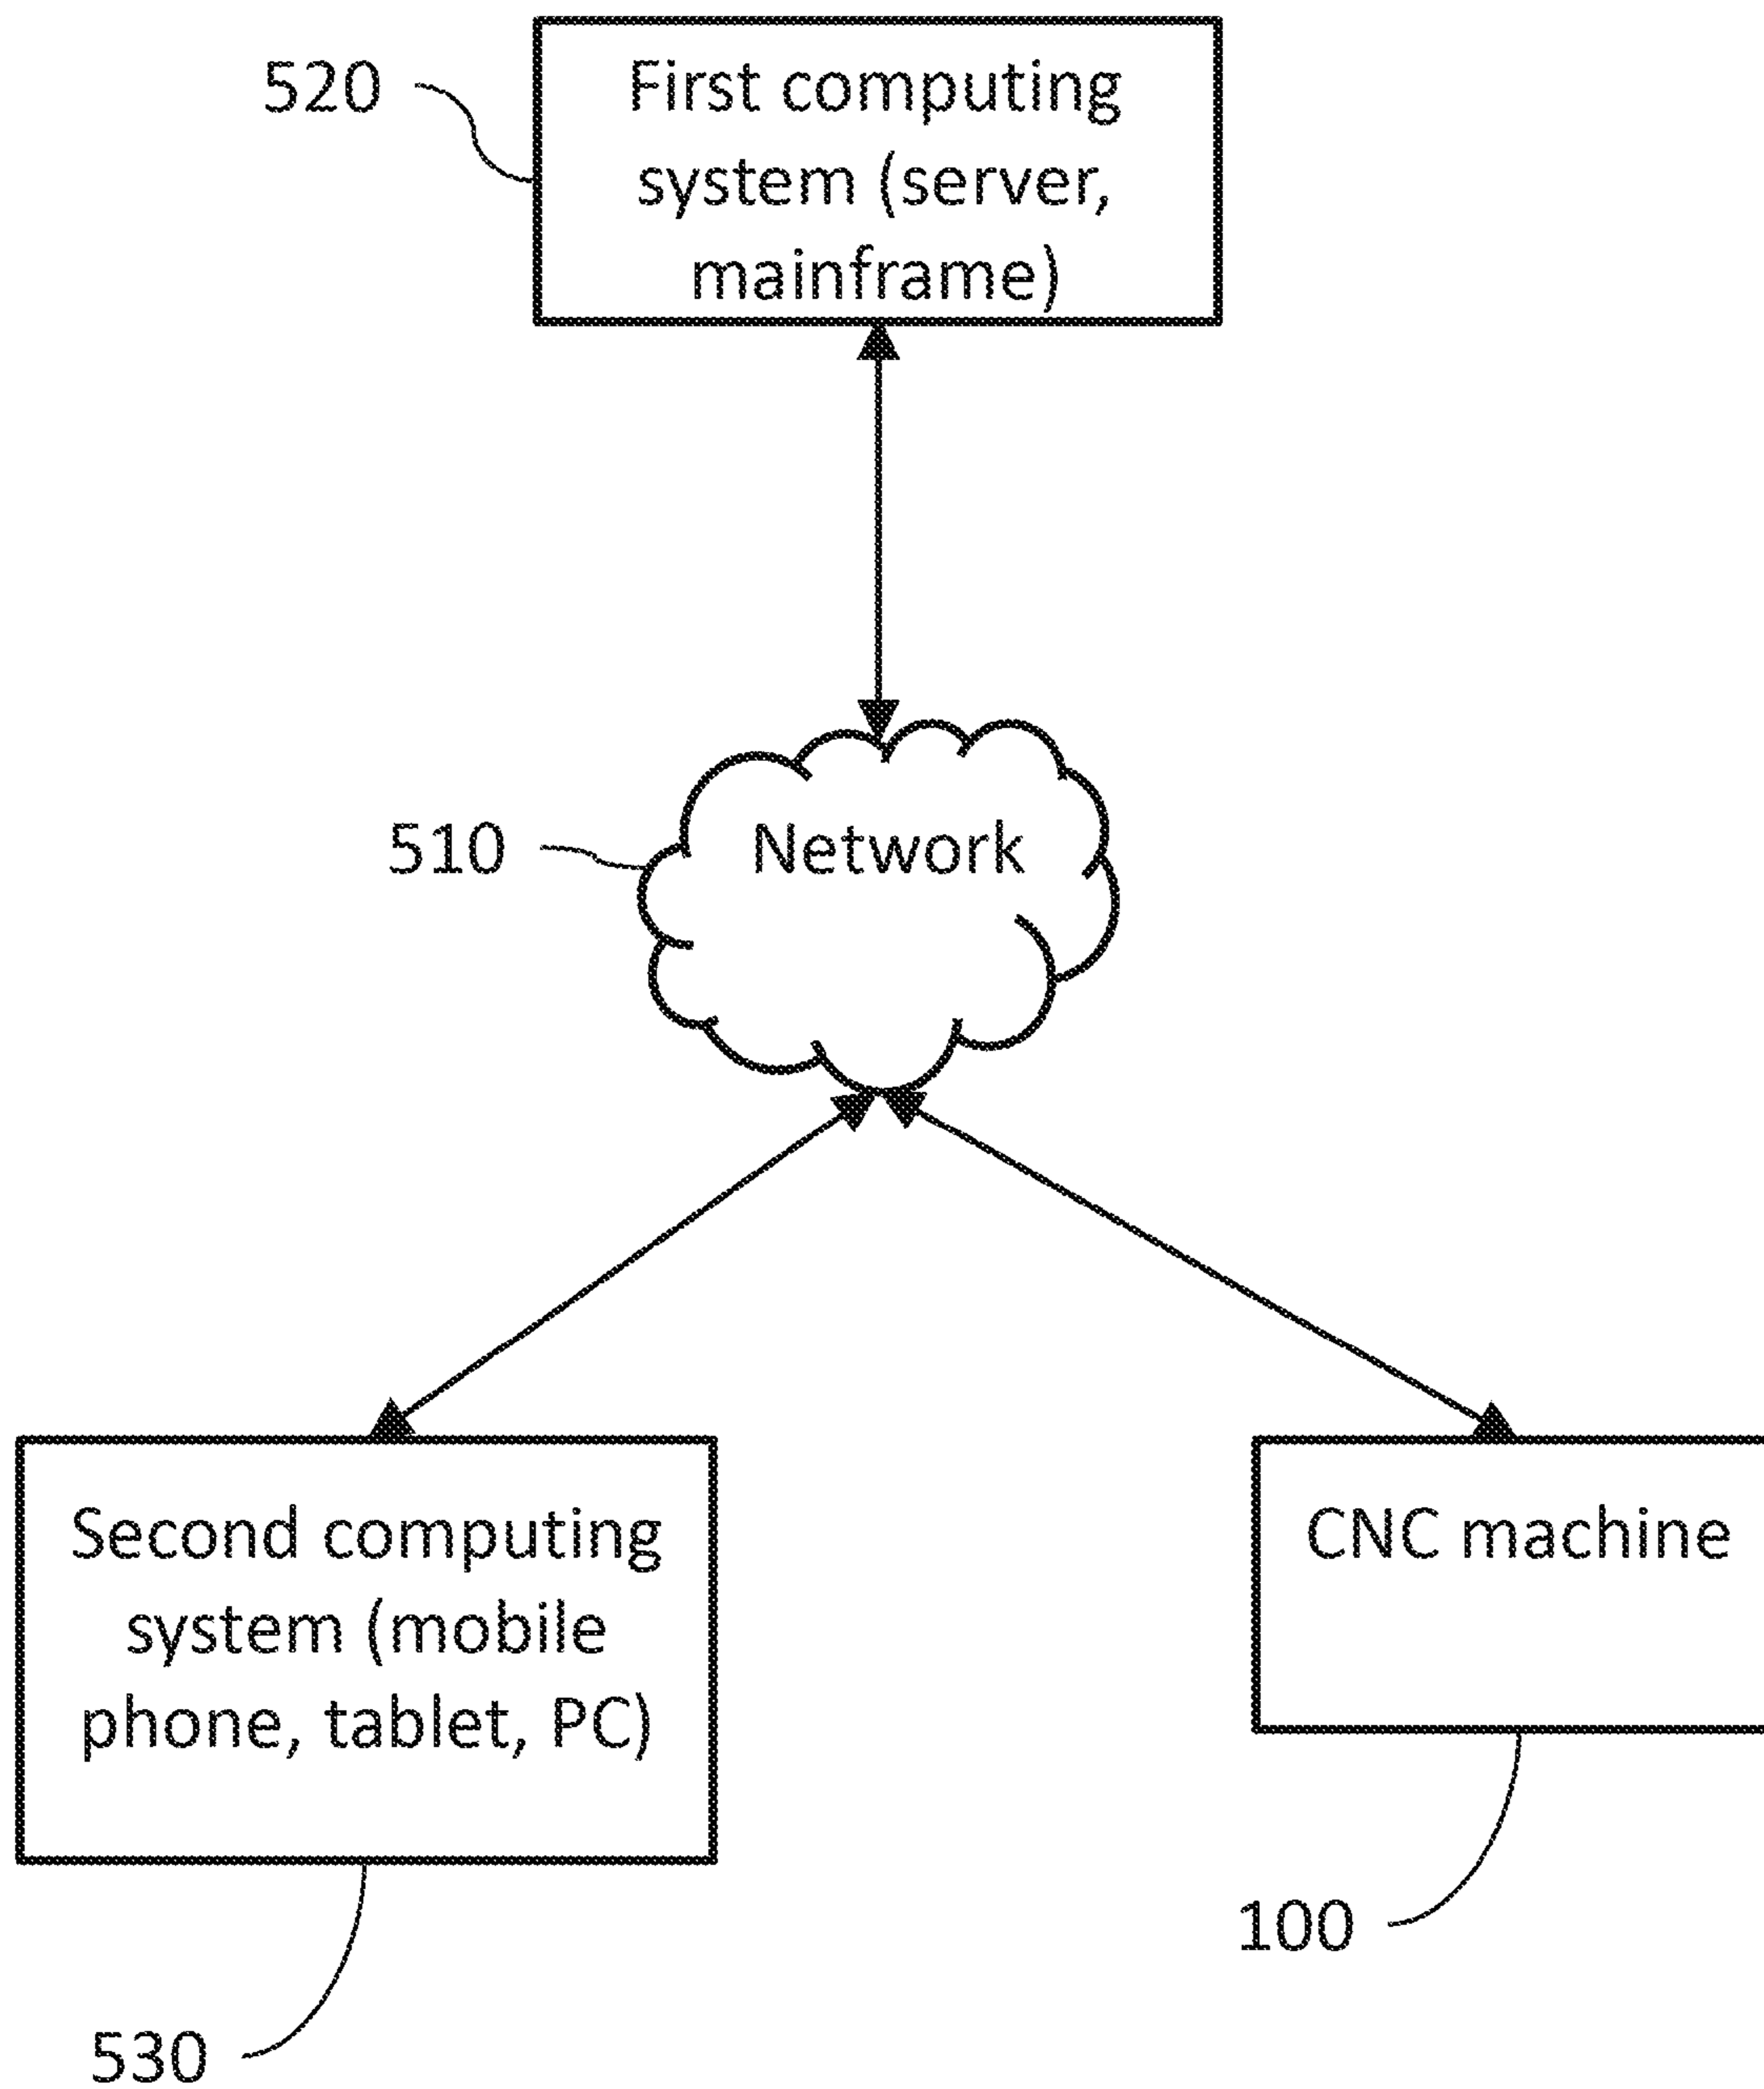 520
First computing
system (server,
mainframe)
510
Network
Second computing
system (mobile
phone, tablet, PC)
CNC machine
100
530